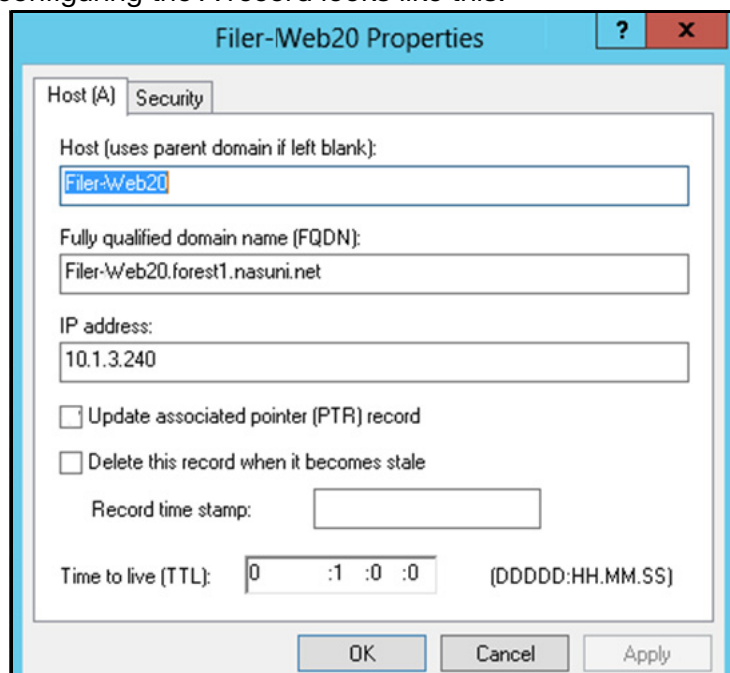 configuring the A record looks like this:
Filer-Web20 Properties
? x
Host (A) Security
Host (uses parent domain if left blank):
Filer-Web20
Fully qualified domain name (FQDN):
Filer-Web20.forest1.nasuni.net
IP address:
10.1.3.240
Update associated pointer (PTR) record
Delete this record when it becomes stale
Record time stamp:
Time to live (TTL): 0 :1 :0 :0 (DDDDD:HH.MM.SS)
OK Cancel Apply